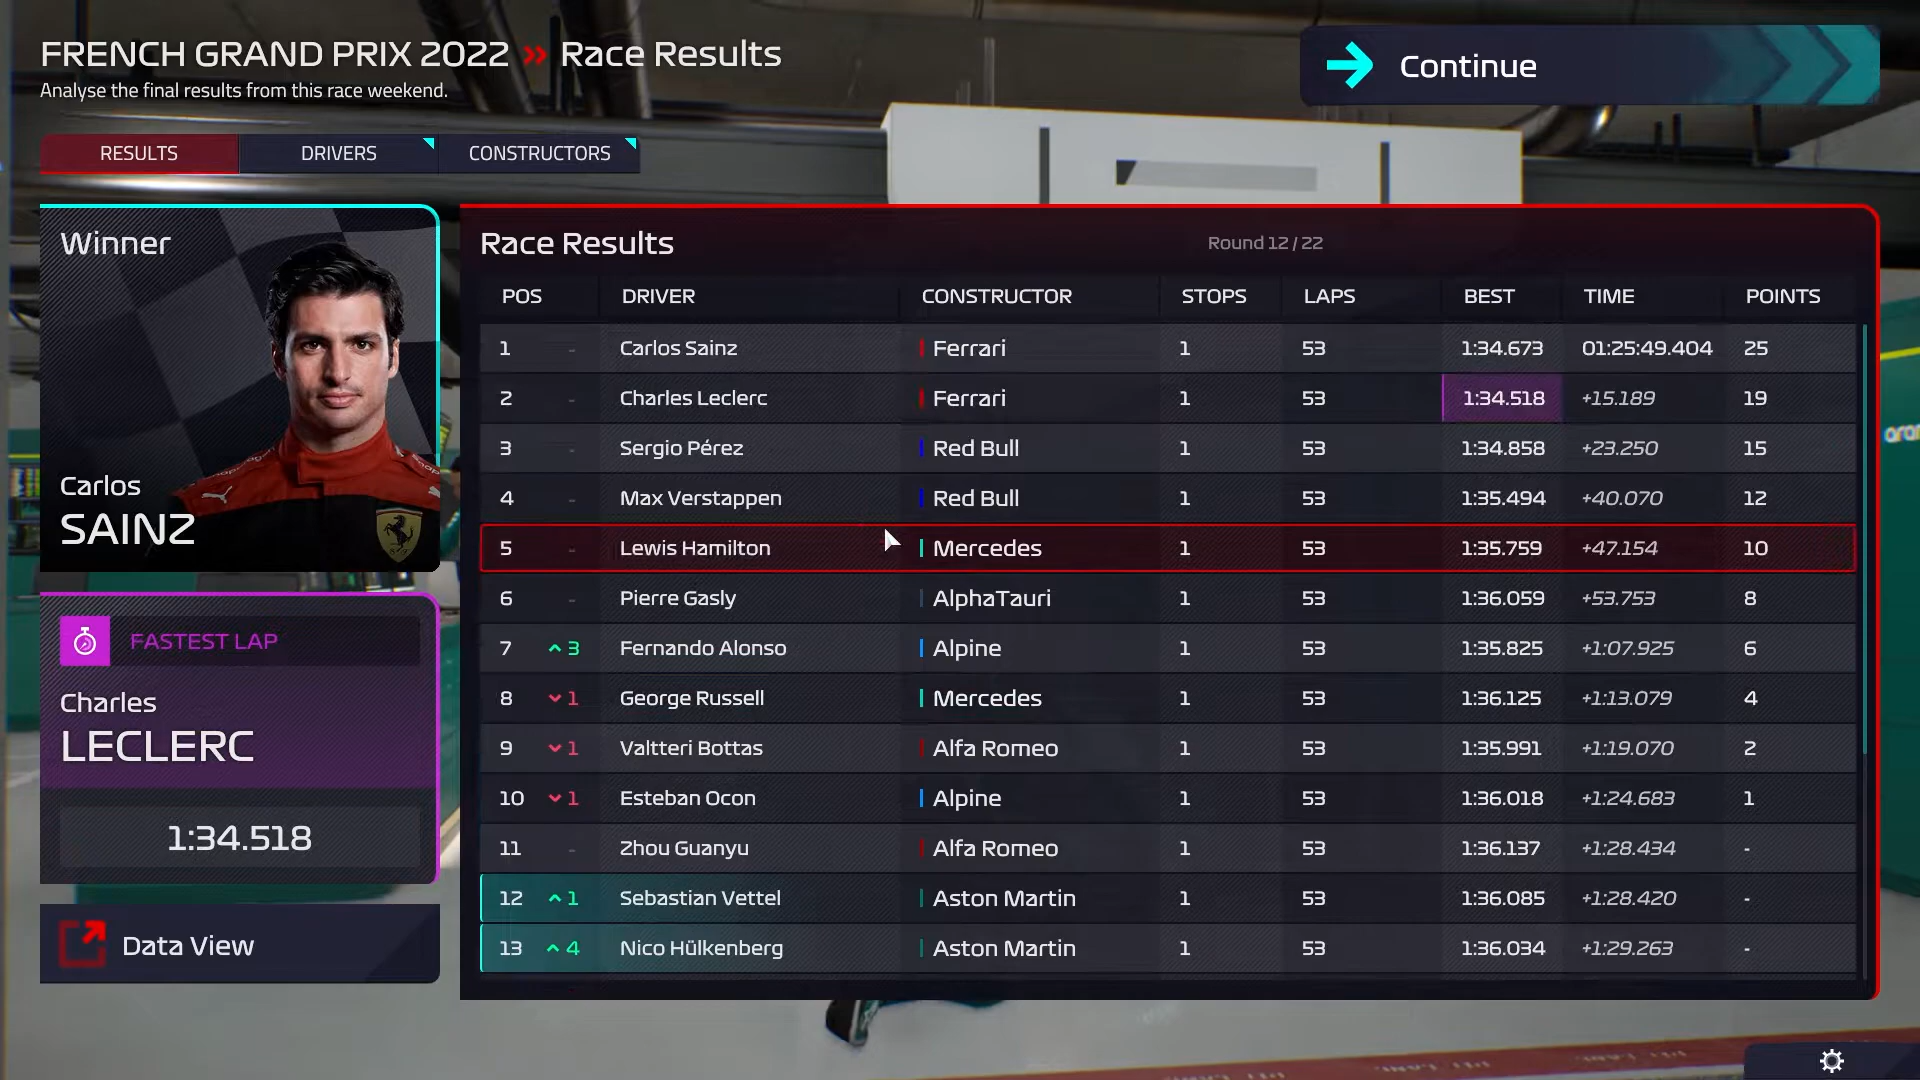 FRENCH GRAND PRIX 2022 » Race Results
Analyse the final results from this race weekend.
Continue
RESULTS DRIVERS CONSTRUCTORS
Winner
Carlos
SAINZ
FASTEST LAP
Charles
LECLERC
1:34.518
Data View
Race Results Round 12 / 22
POS DRIVER CONSTRUCTOR STOPS LAPS BEST TIME POINTS
1 - Carlos Sainz Ferrari 1 53 1:34.673 01:25:49.404 25
2 - Charles Leclerc Ferrari 1 53 1:34.518 +15.189 19
3 - Sergio Pérez Red Bull 1 53 1:34.858 +23.250 15
4 - Max Verstappen Red Bull 1 53 1:35.494 +40.070 12
5 - Lewis Hamilton Mercedes 1 53 1:35.759 +47.154 10
6 - Pierre Gasly AlphaTauri 1 53 1:36.059 +53.753 8
7 3 Fernando Alonso Alpine 1 53 1:35.825 +1:07.925 6
8 1 George Russell Mercedes 1 53 1:36.125 +1:13.079 4
9 1 Valtteri Bottas Alfa Romeo 1 53 1:35.991 +1:19.070 2
10 1 Esteban Ocon Alpine 1 53 1:36.018 +1:24.683 1
11 - Zhou Guanyu Alfa Romeo 1 53 1:36.137 +1:28.434 -
12 1 Sebastian Vettel Aston Martin 1 53 1:36.085 +1:28.420 -
13 4 Nico Hülkenberg Aston Martin 1 53 1:36.034 +1:29.263 -